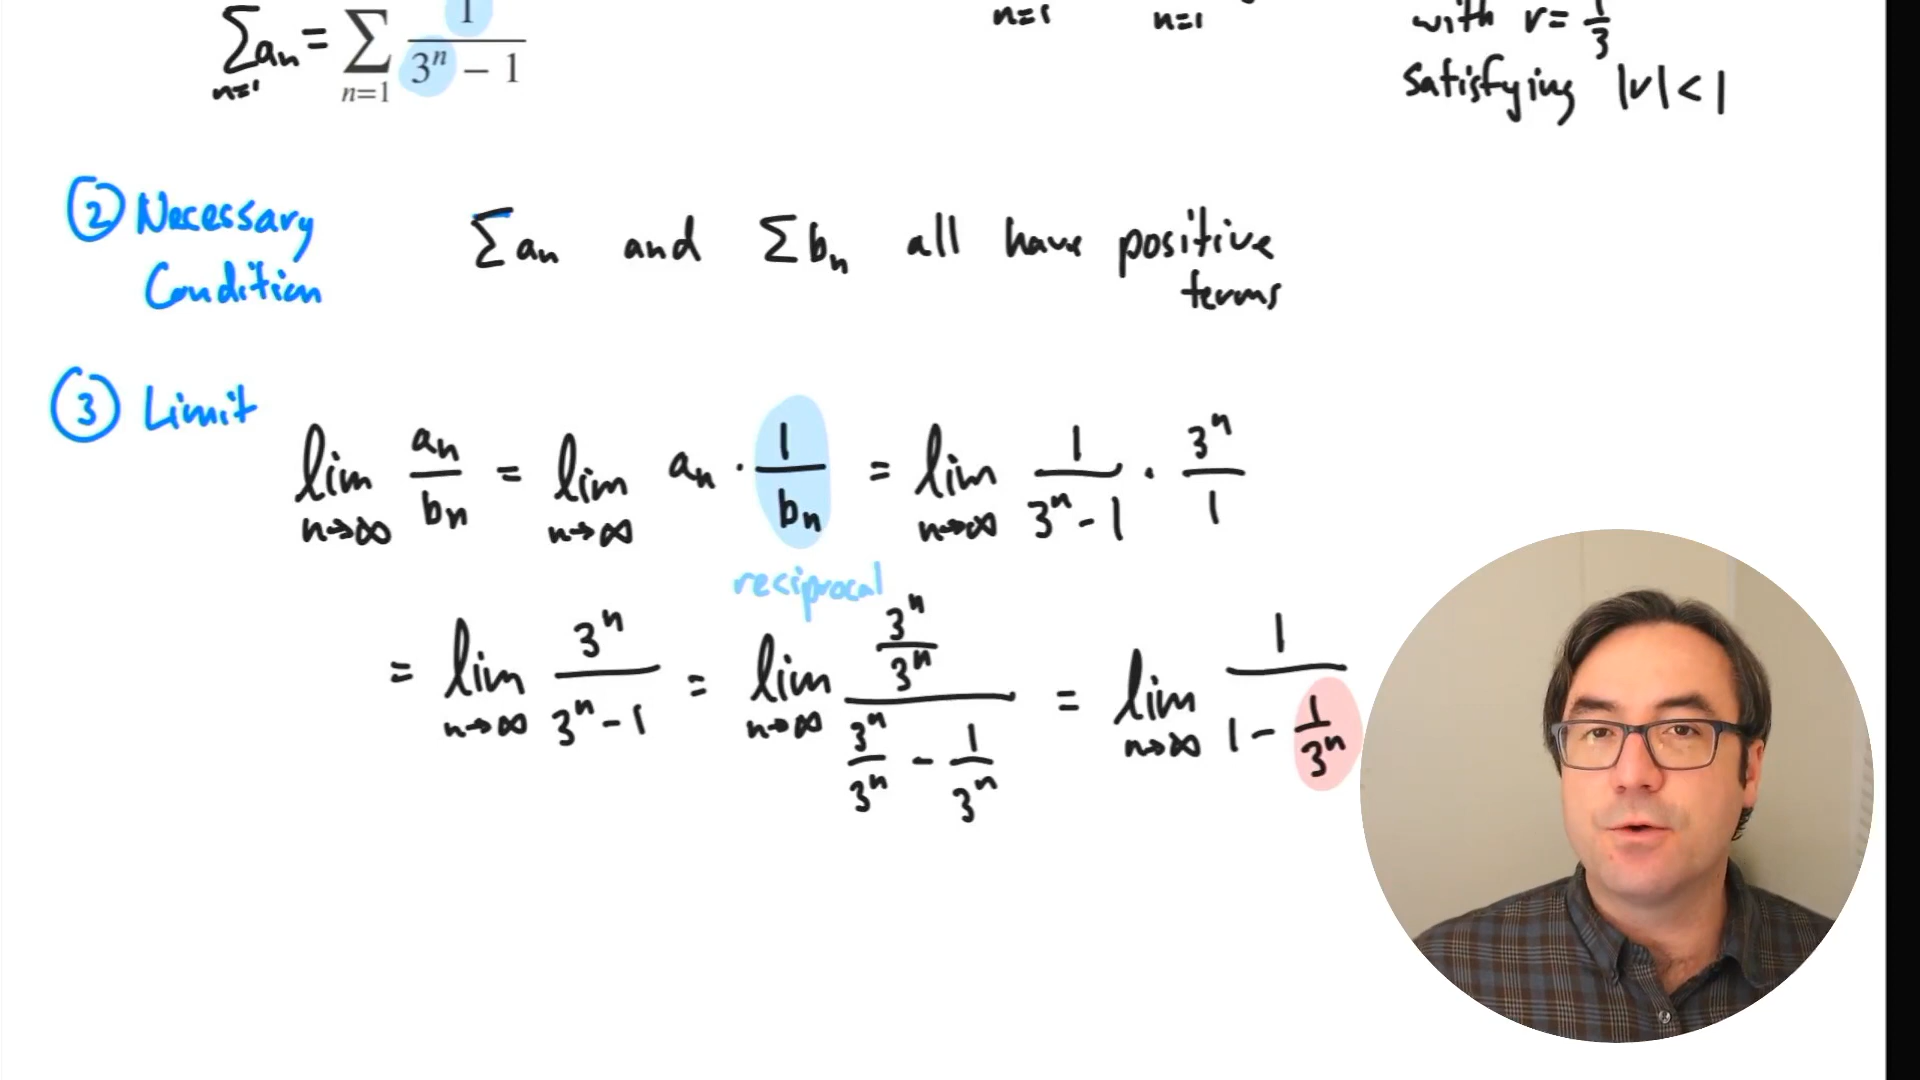 ∑aₙ = ∑ 1/(3ⁿ − 1)
n=1 n=1
n=1 n=1
with r = 1/3
satisfying |r| < 1
② Necessary Condition
∑aₙ and ∑bₙ all have positive terms
③ Limit
lim n→∞ aₙ/bₙ = lim n→∞ aₙ · 1/bₙ = lim n→∞ 1/(3ⁿ-1) · 3ⁿ/1
reciprocal
= lim n→∞ 3ⁿ/(3ⁿ-1) = lim n→∞ (3ⁿ/3ⁿ)/(3ⁿ/3ⁿ - 1/3ⁿ) = lim n→∞ 1/(1 - 1/3ⁿ)